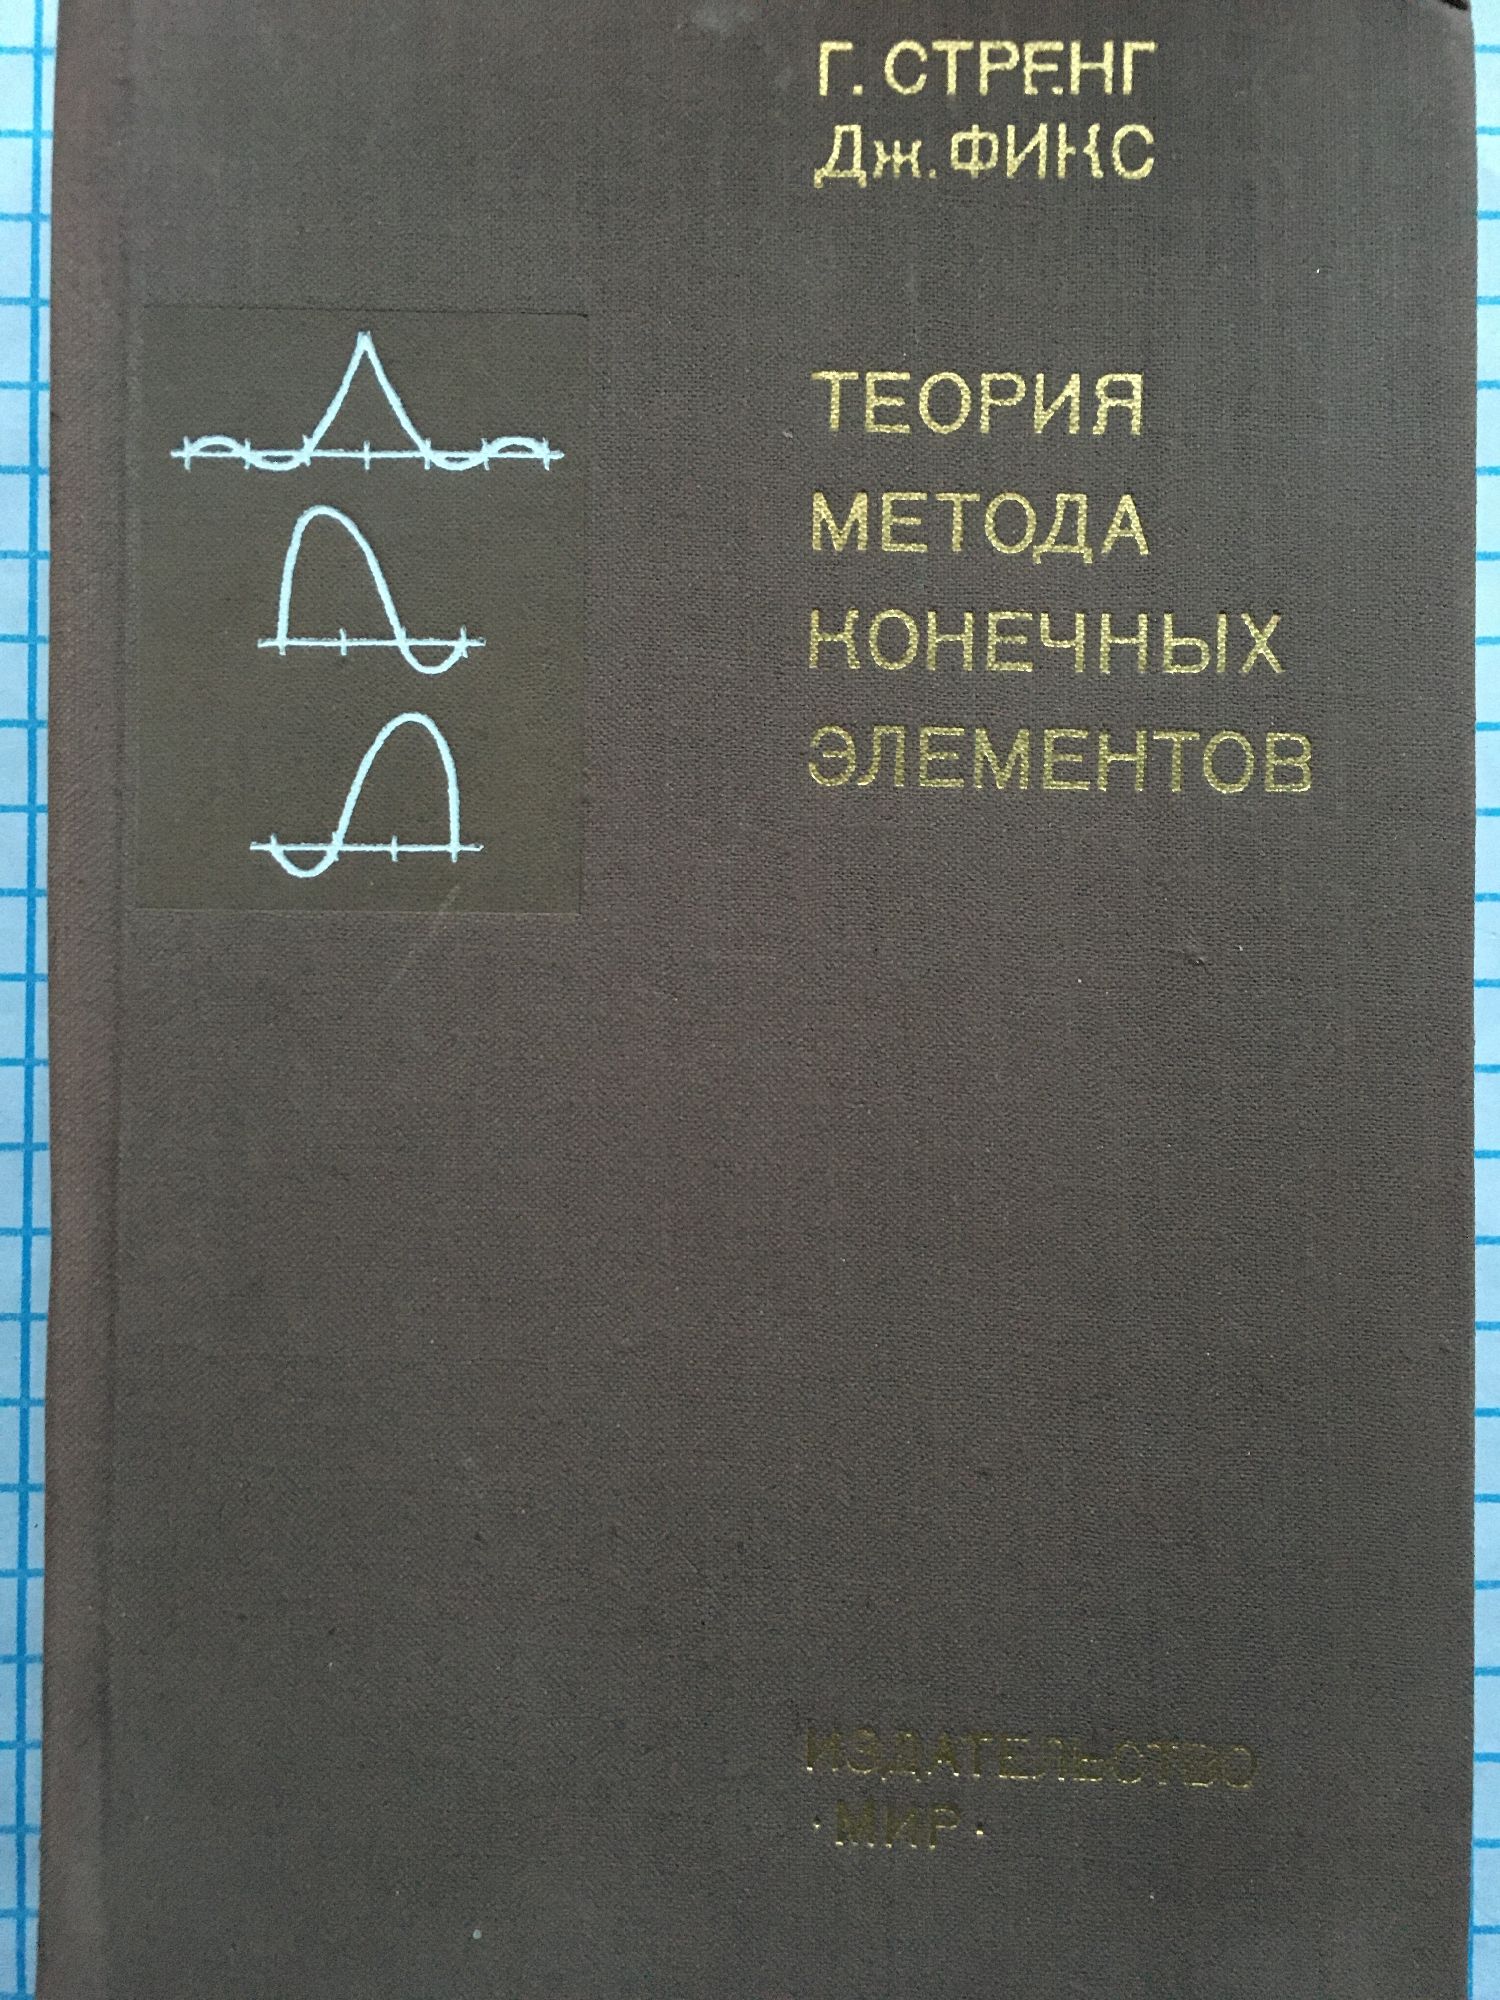 Г. СТРЕНГ
Дж. ФИКС
ТЕОРИЯ
МЕТОДА
КОНЕЧНЫХ
ЭЛЕМЕНТОВ
ИЗДАТЕЛЬСТВО
·МИР·